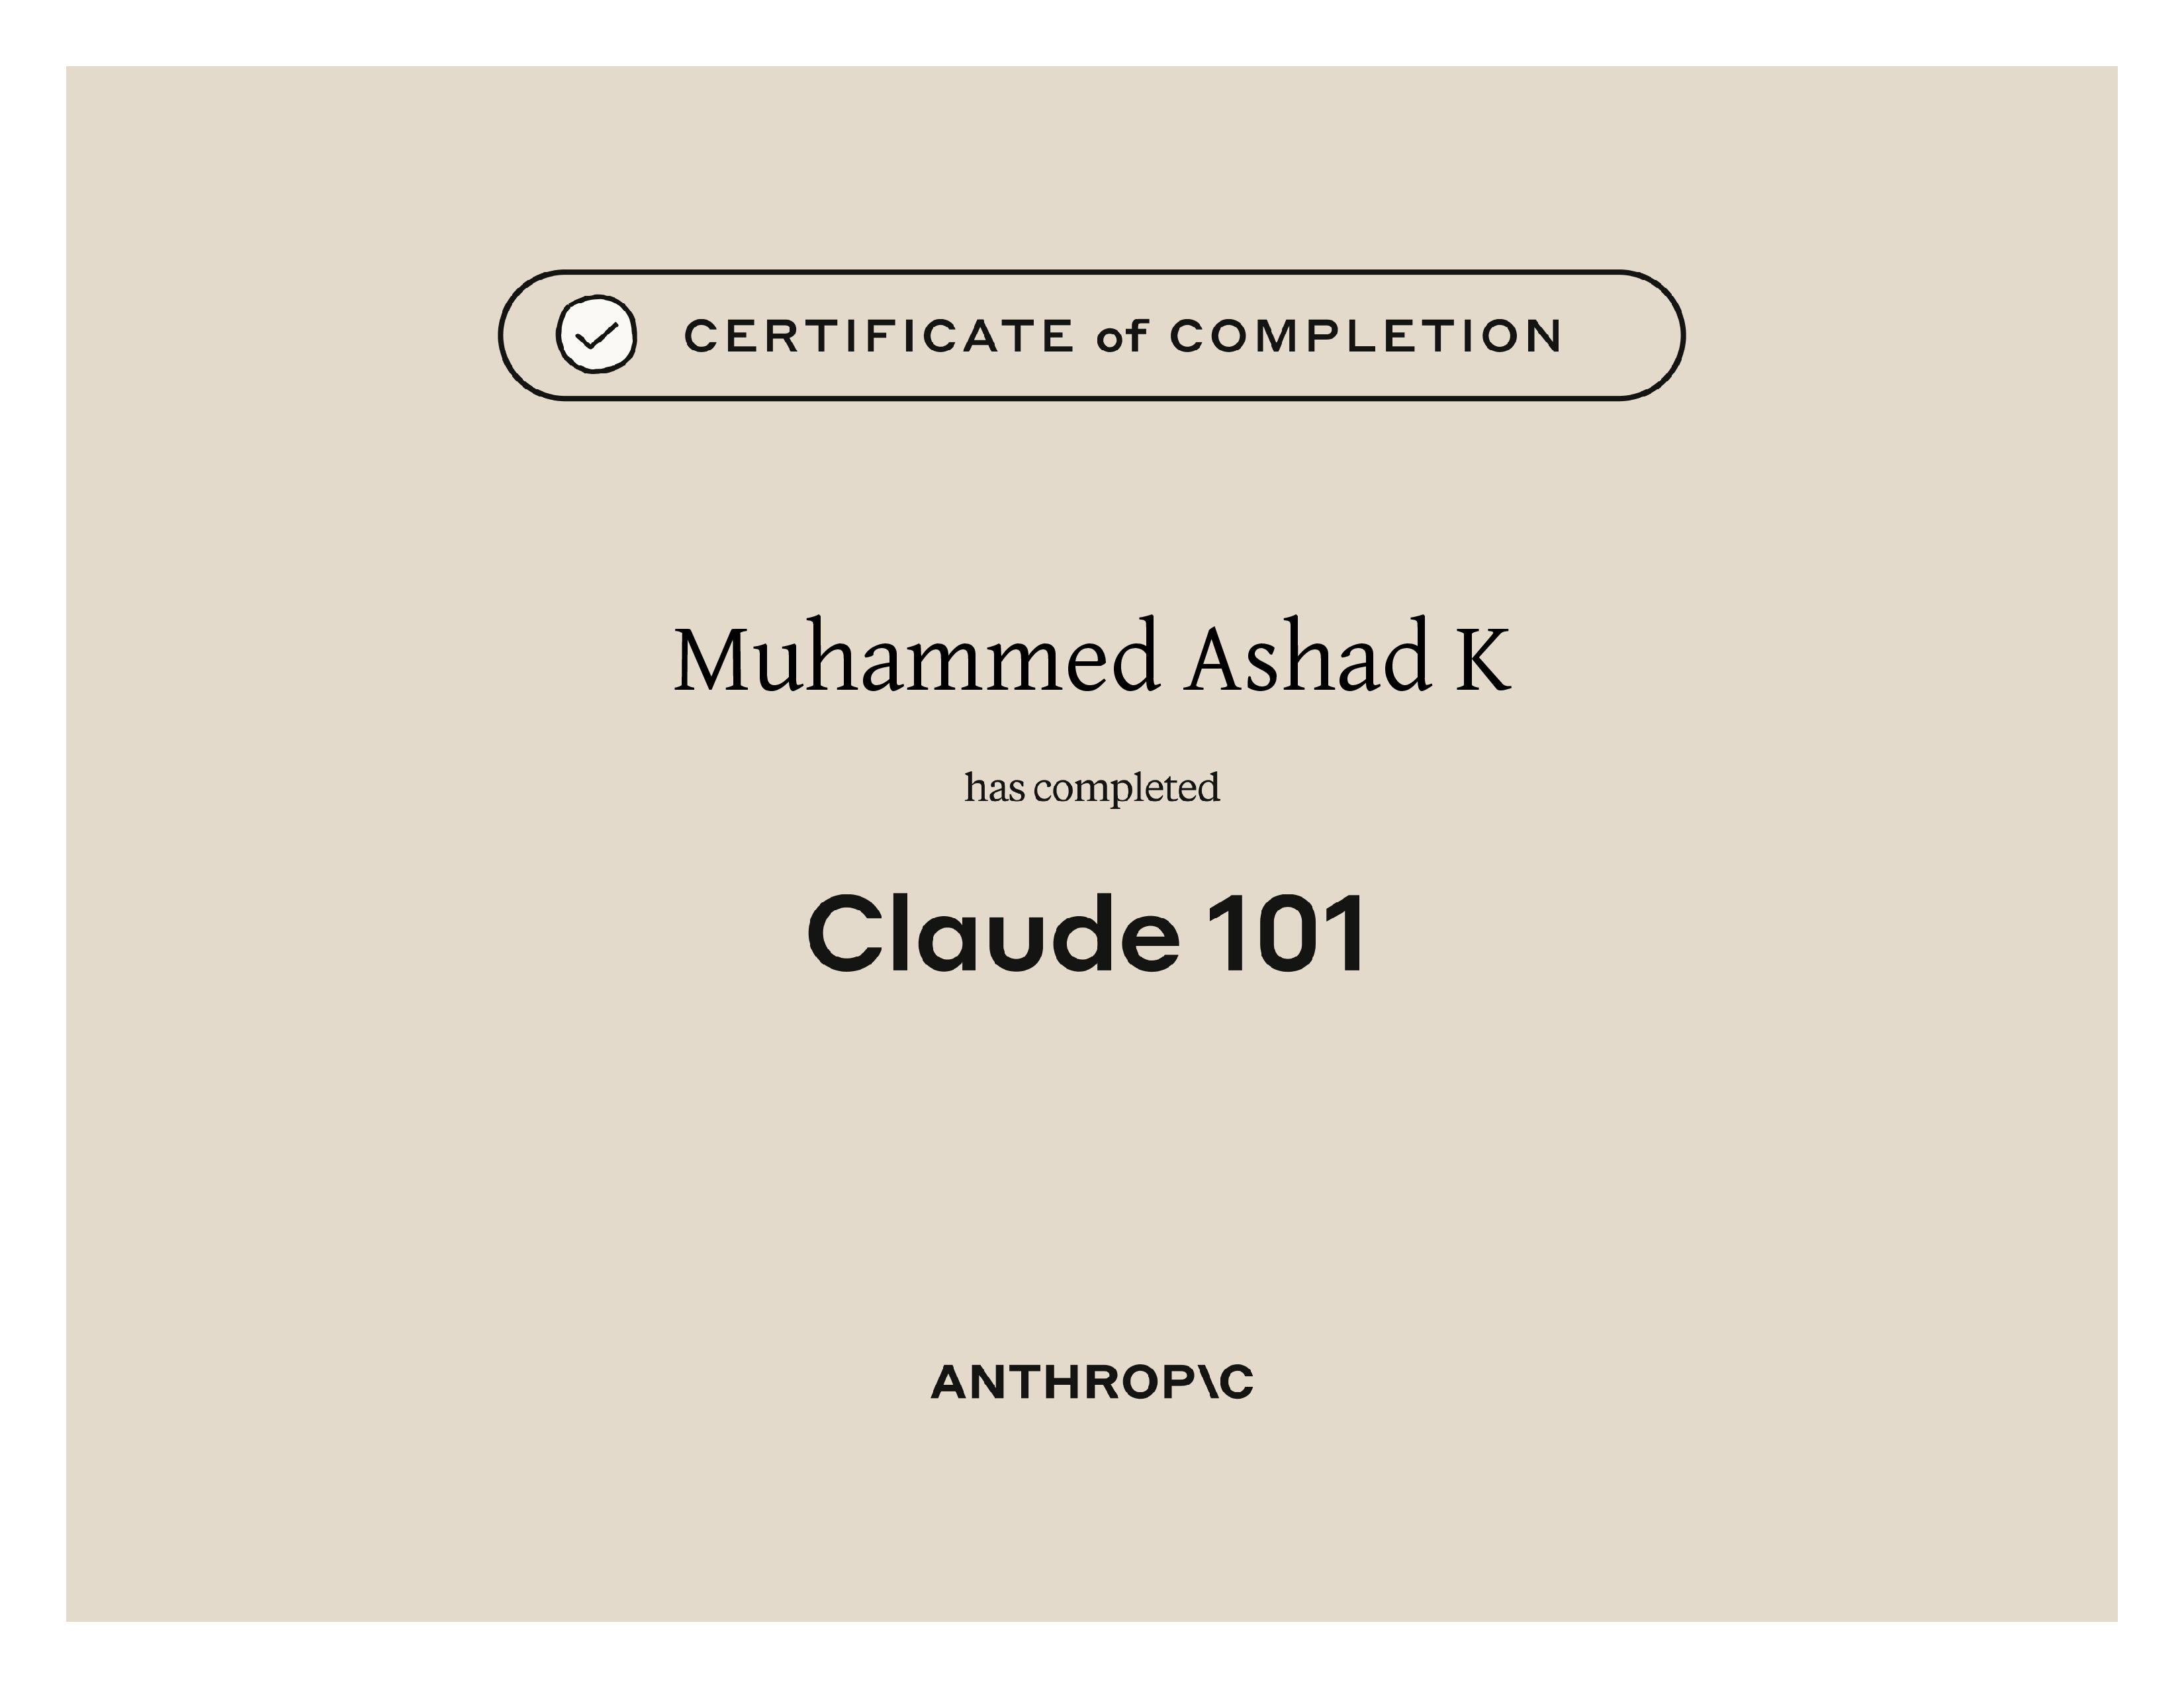 CERTIFICATE of COMPLETION
Muhammed Ashad K
has completed
Claude 101
ANTHROP\C